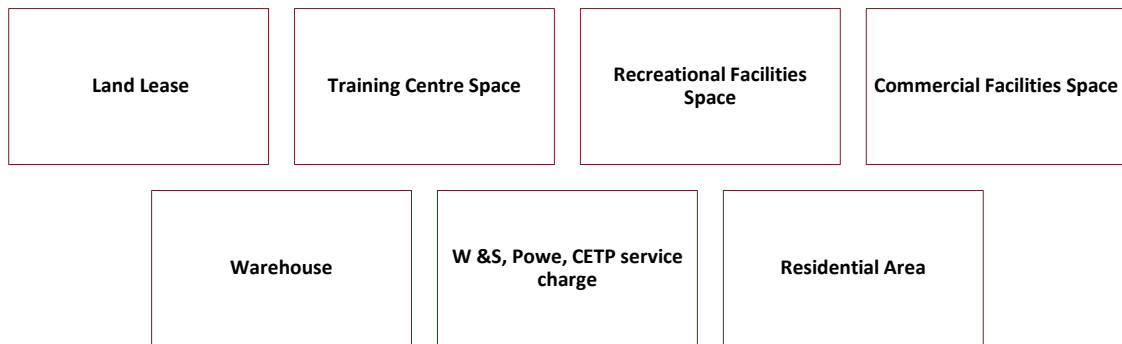 Land Lease
Training Centre Space
Recreational Facilities
Space
Commercial Facilities Space
Warehouse
W &S, Powe, CETP service
charge
Residential Area